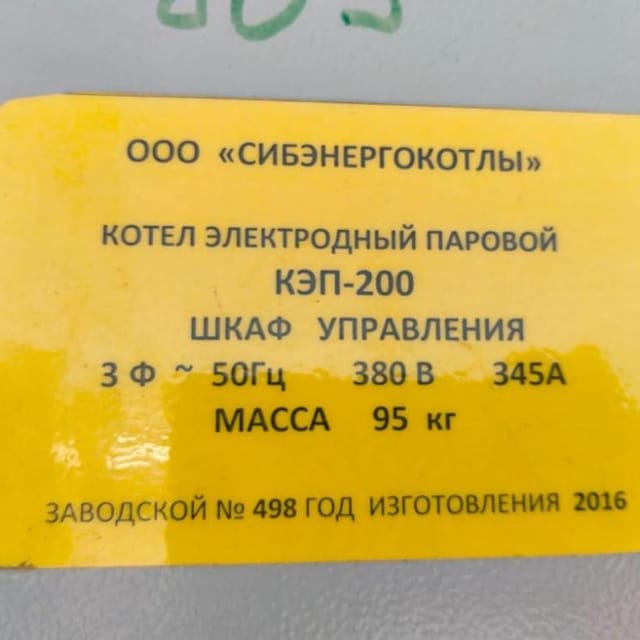 ООО «СИБЭНЕРГОКОТЛЫ»
КОТЕЛ ЭЛЕКТРОДНЫЙ ПАРОВОЙ
КЭП-200
ШКАФ УПРАВЛЕНИЯ
3 Ф ~ 50Гц 380 В 345А
МАССА 95 кг
ЗАВОДСКОЙ № 498 ГОД ИЗГОТОВЛЕНИЯ 2016